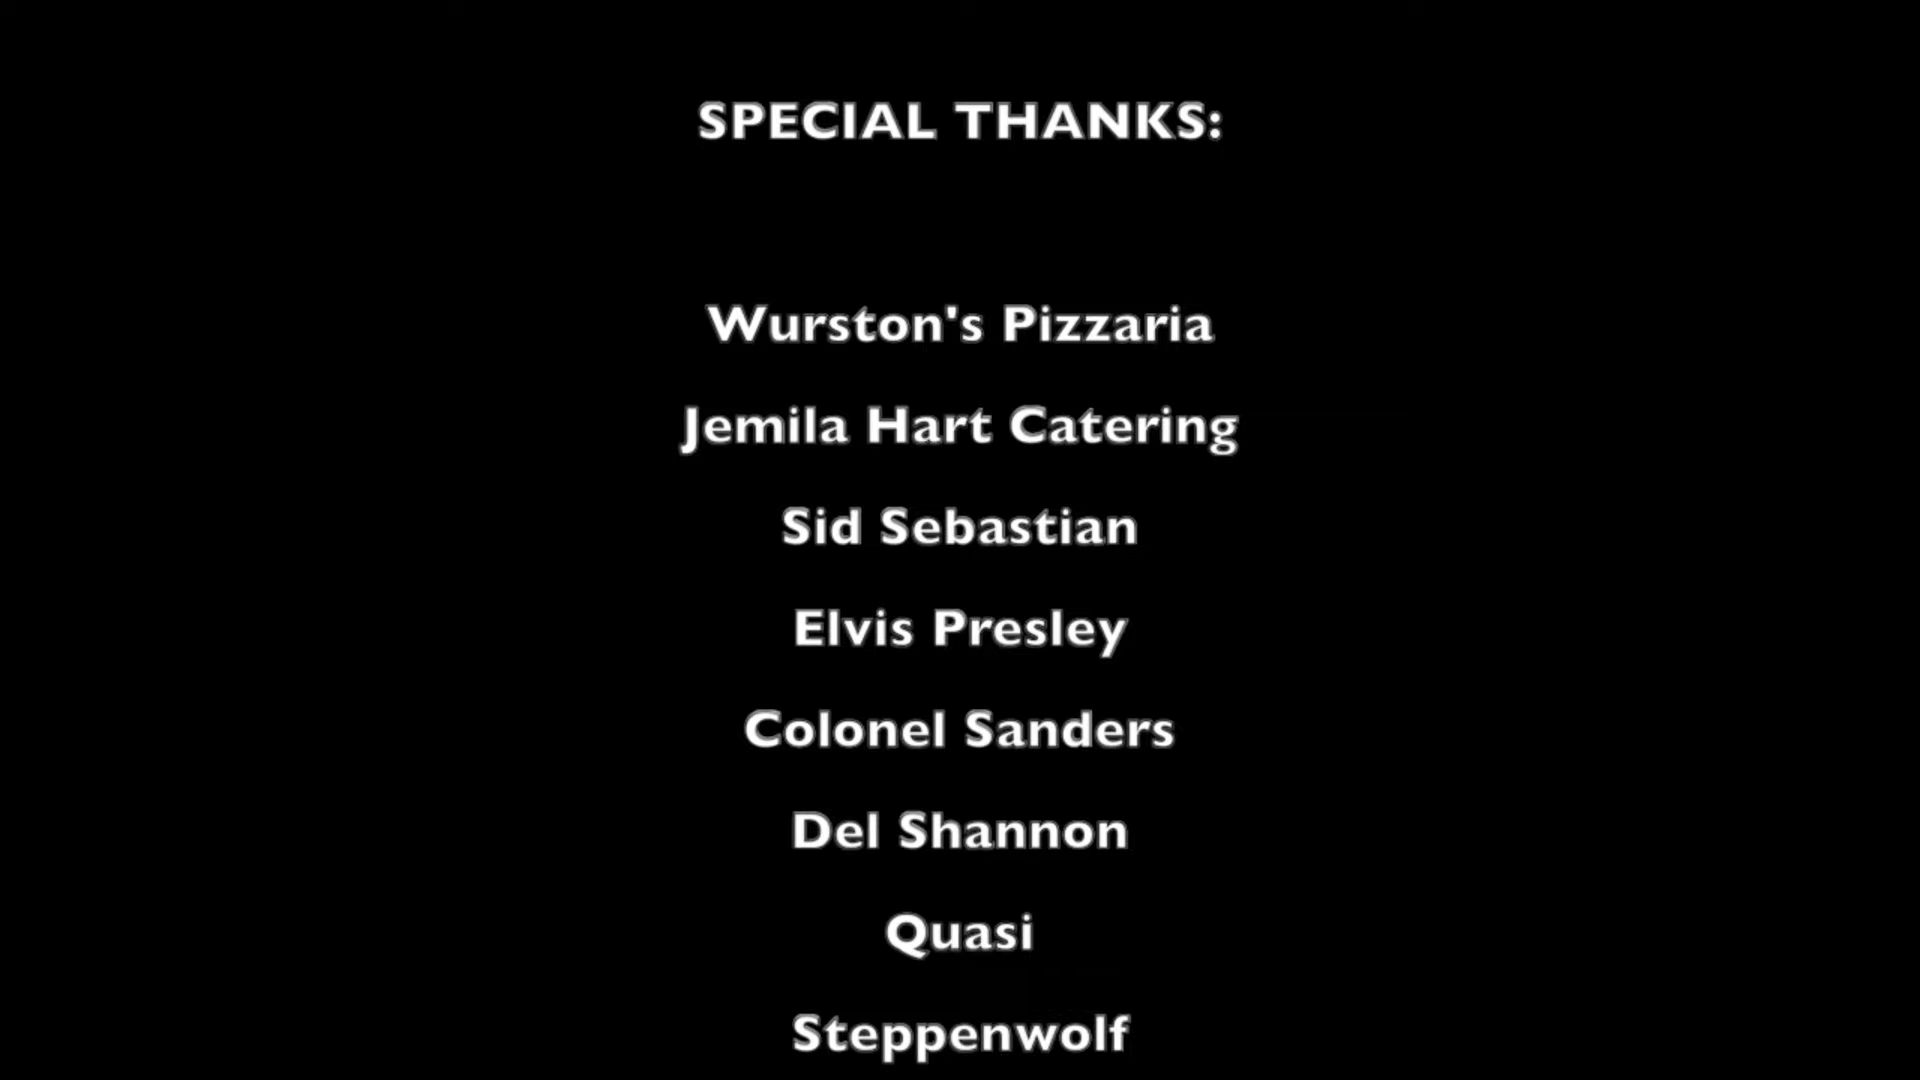 SPECIAL THANKS:
Wurston's Pizzaria
Jemila Hart Catering
Sid Sebastian
Elvis Presley
Colonel Sanders
Del Shannon
Quasi
Steppenwolf